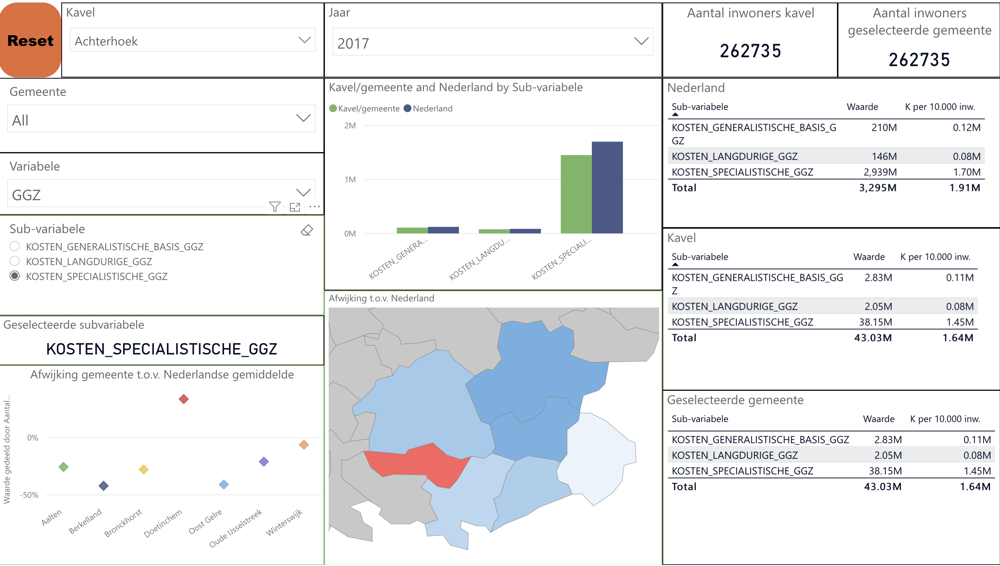 Reset
Kavel
Achterhoek
Jaar
2017
Aantal inwoners kavel
262735
Aantal inwoners
geselecteerde gemeente
262735
Gemeente
All
Variabele
GGZ
Sub-variabele
KOSTEN_GENERALISTISCHE_BASIS_GGZ
KOSTEN_LANGDURIGE_GGZ
KOSTEN_SPECIALISTISCHE_GGZ
Geselecteerde subvariabele
KOSTEN_SPECIALISTISCHE_GGZ
Afwijking gemeente t.o.v. Nederlandse gemiddelde
Waarde gedeeld door Aantal...
0%
-50%
Aalten
Berkelland
Bronckhorst
Doetinchem
Oost Gelre
Oude IJsselstreek
Winterswijk
Kavel/gemeente and Nederland by Sub-variabele
Kavel/gemeente Nederland
2M
1M
0M
KOSTEN_GENERA...
KOSTEN_LANGDU...
KOSTEN_SPECIALI...
Afwijking t.o.v. Nederland
Nederland
Sub-variabele Waarde K per 10.000 inw.
KOSTEN_GENERALISTISCHE_BASIS_G 210M 0.12M
GZ
KOSTEN_LANGDURIGE_GGZ 146M 0.08M
KOSTEN_SPECIALISTISCHE_GGZ 2,939M 1.70M
Total 3,295M 1.91M
Kavel
Sub-variabele Waarde K per 10.000 inw.
KOSTEN_GENERALISTISCHE_BASIS_GG 2.83M 0.11M
Z
KOSTEN_LANGDURIGE_GGZ 2.05M 0.08M
KOSTEN_SPECIALISTISCHE_GGZ 38.15M 1.45M
Total 43.03M 1.64M
Geselecteerde gemeente
Sub-variabele Waarde K per 10.000 inw.
KOSTEN_GENERALISTISCHE_BASIS_GGZ 2.83M 0.11M
KOSTEN_LANGDURIGE_GGZ 2.05M 0.08M
KOSTEN_SPECIALISTISCHE_GGZ 38.15M 1.45M
Total 43.03M 1.64M